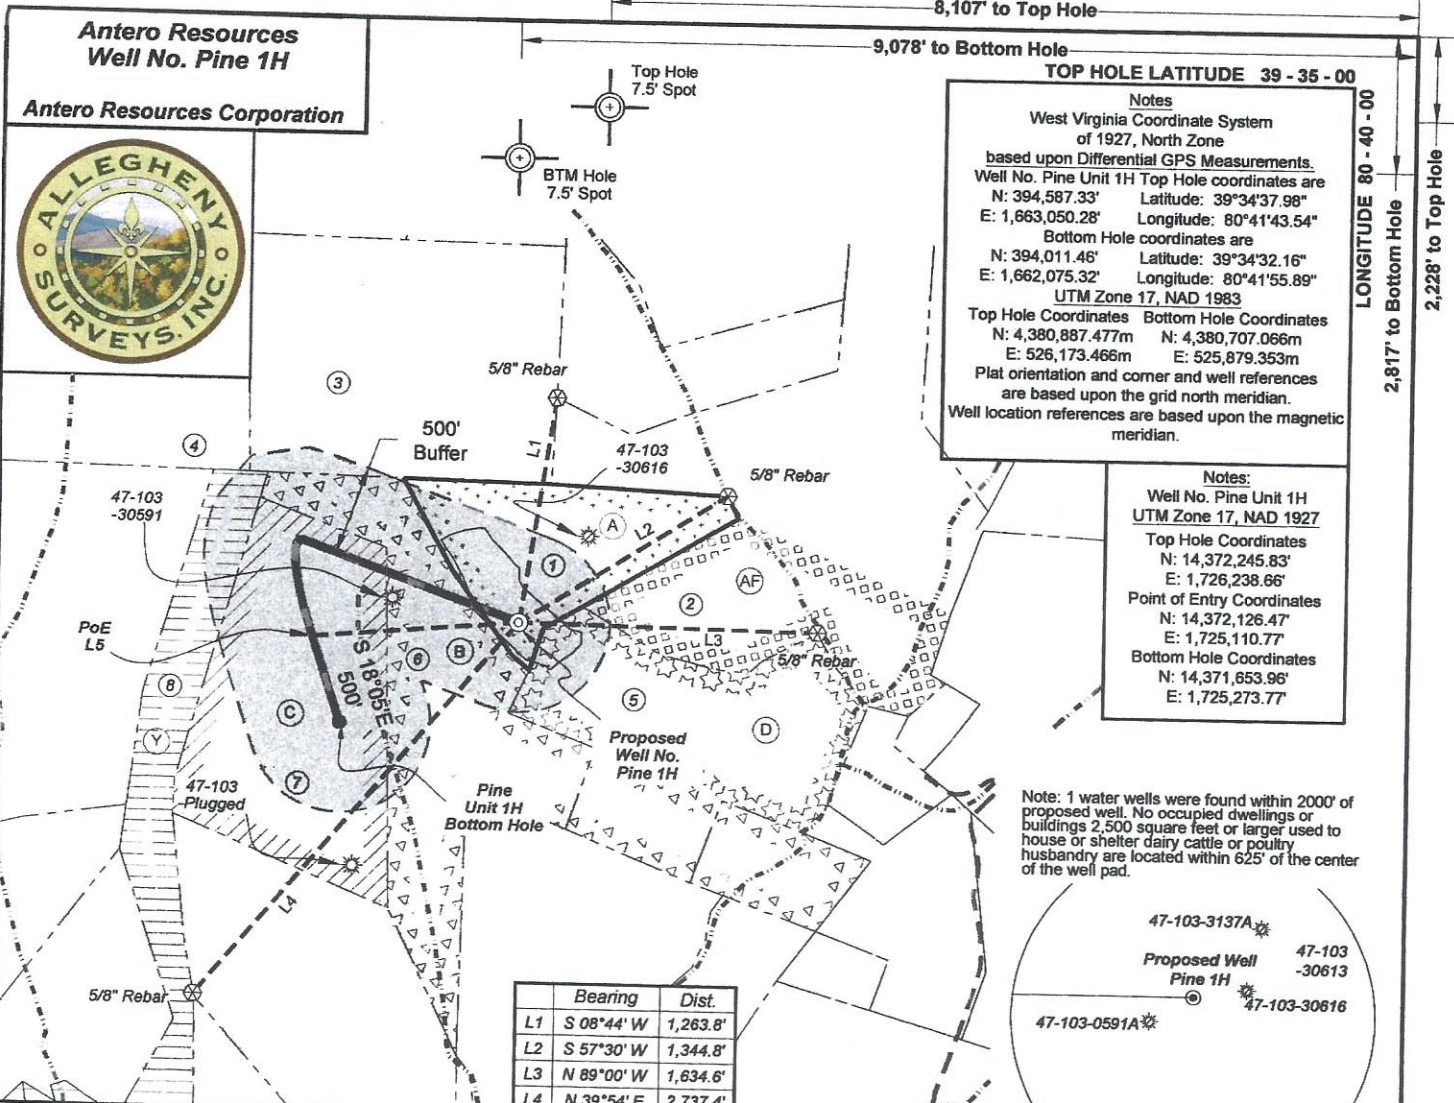 8,107' to Top Hole
9,078' to Bottom Hole
Antero Resources
Well No. Pine 1H
Antero Resources Corporation
ALLEGHENY
SURVEYS, INC.
Top Hole
7.5' Spot
BTM Hole
7.5' Spot
TOP HOLE LATITUDE 39 - 35 - 00
LONGITUDE 80 - 40 - 00
2,817' to Bottom Hole
2,228' to Top Hole
Notes
West Virginia Coordinate System
of 1927, North Zone
based upon Differential GPS Measurements.
Well No. Pine Unit 1H Top Hole coordinates are
N: 394,587.33' Latitude: 39°34'37.98"
E: 1,663,050.28' Longitude: 80°41'43.54"
Bottom Hole coordinates are
N: 394,011.46' Latitude: 39°34'32.16"
E: 1,662,075.32' Longitude: 80°41'55.89"
UTM Zone 17, NAD 1983
Top Hole Coordinates Bottom Hole Coordinates
N: 4,380,887.477m N: 4,380,707.066m
E: 526,173.466m E: 525,879.353m
Plat orientation and corner and well references
are based upon the grid north meridian.
Well location references are based upon the magnetic
meridian.
Notes:
Well No. Pine Unit 1H
UTM Zone 17, NAD 1927
Top Hole Coordinates
N: 14,372,245.83'
E: 1,726,238.66'
Point of Entry Coordinates
N: 14,372,126.47'
E: 1,725,110.77'
Bottom Hole Coordinates
N: 14,371,653.96'
E: 1,725,273.77'
3
5/8" Rebar
4
500'
Buffer
L1
47-103
-30616
5/8" Rebar
47-103
-30591
A
L2
1
AF
2
PoE
L5
L3
5/8" Rebar
6
B
S 18°05'E
500'
8
5
C
D
Y
Proposed
Well No.
Pine 1H
7
47-103
Plugged
Pine
Unit 1H
Bottom Hole
L4
5/8" Rebar
Note: 1 water wells were found within 2000' of
proposed well. No occupied dwellings or
buildings 2,500 square feet or larger used to
house or shelter dairy cattle or poultry
husbandry are located within 625' of the center
of the well pad.
47-103-3137A
47-103
-30613
Proposed Well
Pine 1H
47-103-30616
47-103-0591A
Bearing Dist.
L1 S 08°44' W 1,263.8'
L2 S 57°30' W 1,344.8'
L3 N 89°00' W 1,634.6'
L4 N 39°54' E 2,737.4'